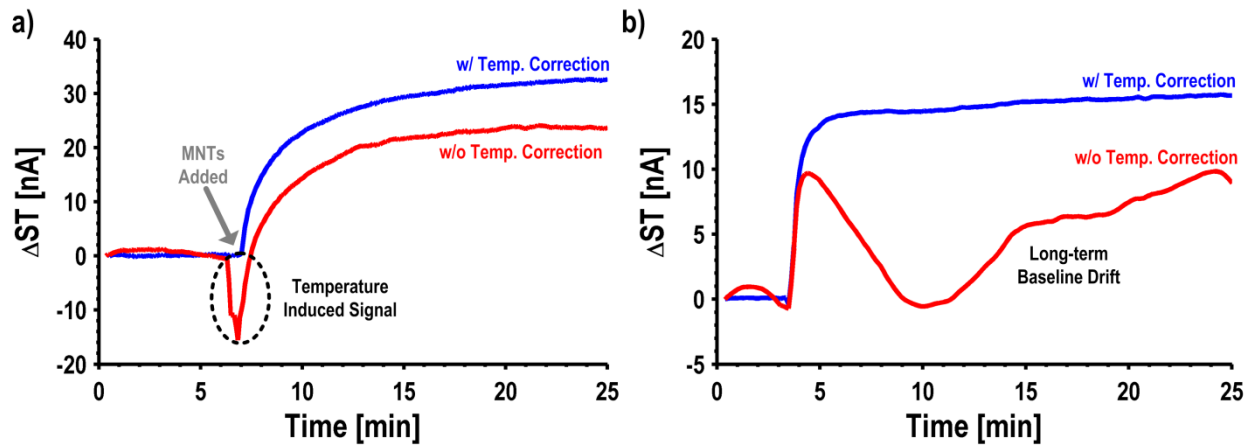 a)
ΔST [nA]
40
30
20
10
0
-10
-20
w/ Temp. Correction
w/o Temp. Correction
MNTs
Added
Temperature
Induced Signal
0 5 10 15 20 25
Time [min]
b)
ΔST [nA]
20
15
10
5
0
-5
w/ Temp. Correction
w/o Temp. Correction
Long-term
Baseline Drift
0 5 10 15 20 25
Time [min]